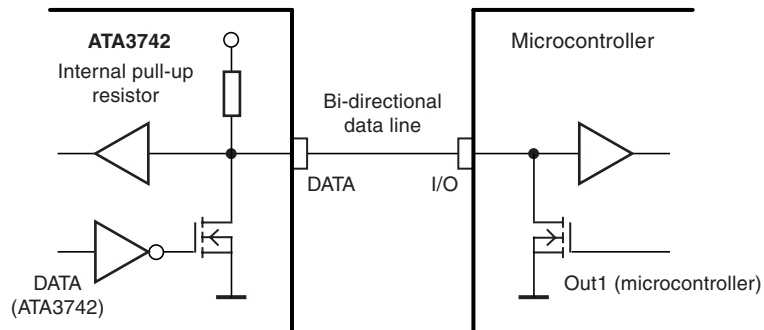 ATA3742
Internal pull-up
resistor
Bi-directional
data line
Microcontroller
DATA
I/O
DATA
(ATA3742)
Out1 (microcontroller)